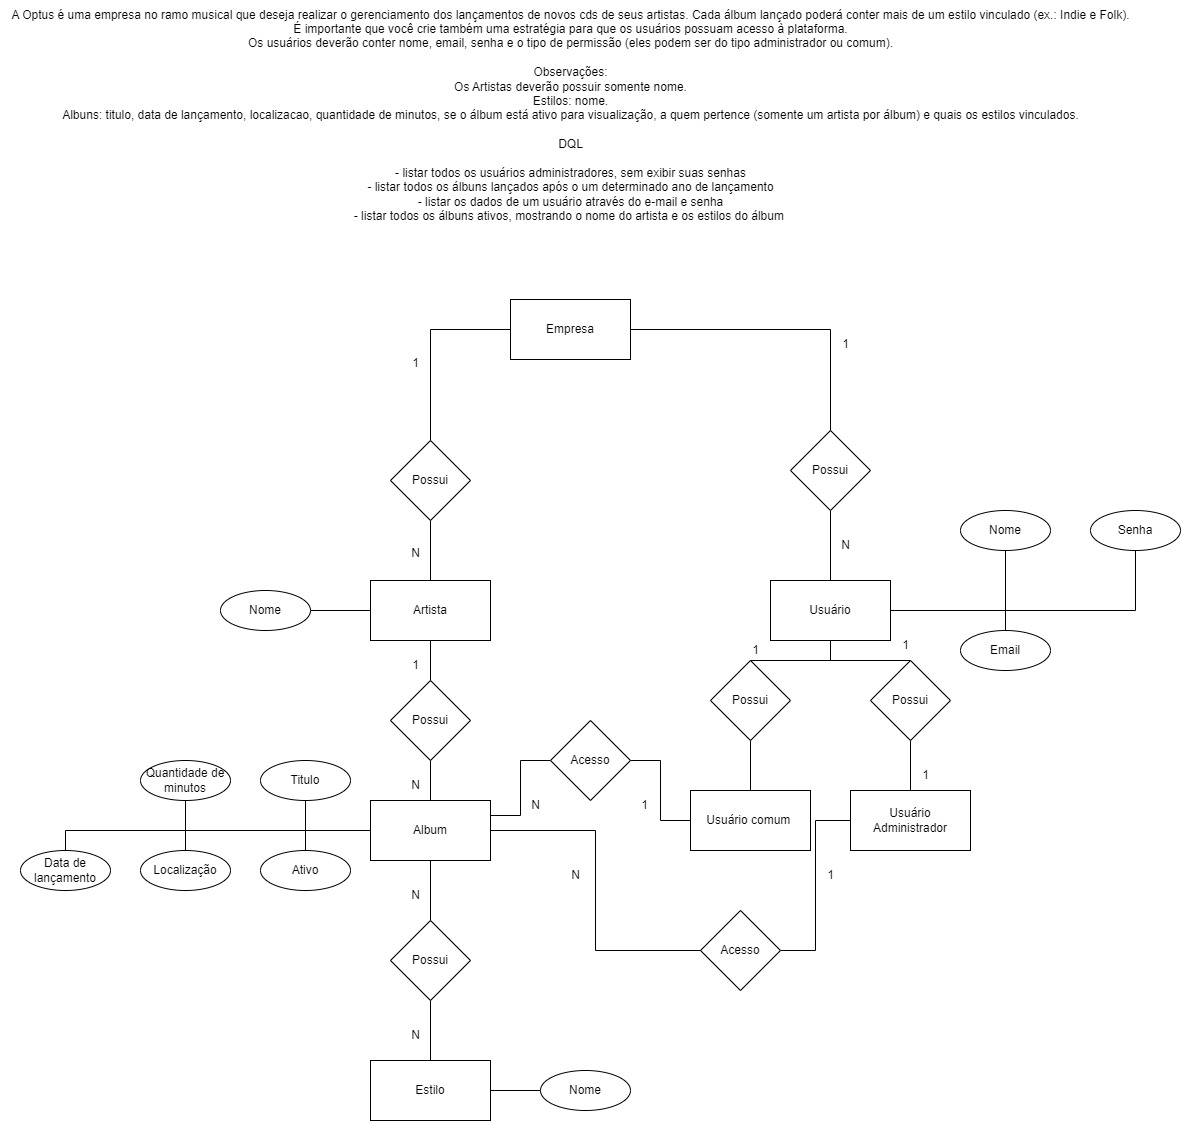 A Optus é uma empresa no ramo musical que deseja realizar o gerenciamento dos lançamentos de novos cds de seus artistas. Cada álbum lançado poderá conter mais de um estilo vinculado (ex.: Indie e Folk).
É importante que você crie também uma estratégia para que os usuários possuam acesso à plataforma.
Os usuários deverão conter nome, email, senha e o tipo de permissão (eles podem ser do tipo administrador ou comum).
Observações:
Os Artistas deverão possuir somente nome.
Estilos: nome.
Albuns: titulo, data de lançamento, localizacao, quantidade de minutos, se o álbum está ativo para visualização, a quem pertence (somente um artista por álbum) e quais os estilos vinculados.
DQL
- listar todos os usuários administradores, sem exibir suas senhas
- listar todos os álbuns lançados após o um determinado ano de lançamento
- listar os dados de um usuário através do e-mail e senha
- listar todos os álbuns ativos, mostrando o nome do artista e os estilos do álbum
Empresa
1
1
Possui
Possui
N
N
Nome
Senha
Nome
Artista
Usuário
Email
1
1
1
Possui
Possui
Possui
Acesso
Quantidade de
minutos
Titulo
N
1
N
1
Album
Usuário comum
Usuário
Administrador
Data de
lançamento
Localização
Ativo
N
1
N
Possui
Acesso
N
Estilo
Nome